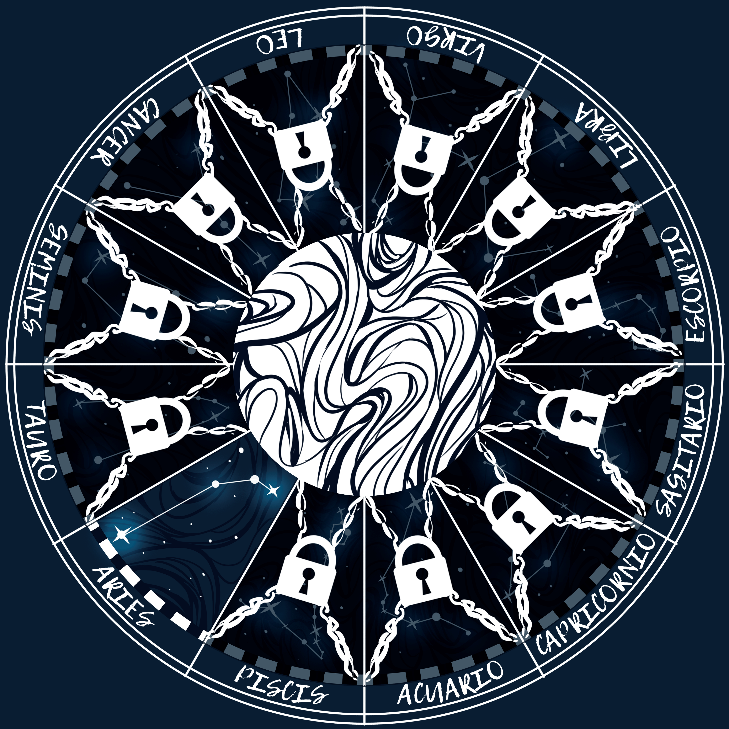 ARIES
TAURO
GEMINIS
CANCER
LEO
VIRGO
LIBRA
ESCORPIO
SAGITARIO
CAPRICORNIO
ACUARIO
PISCIS